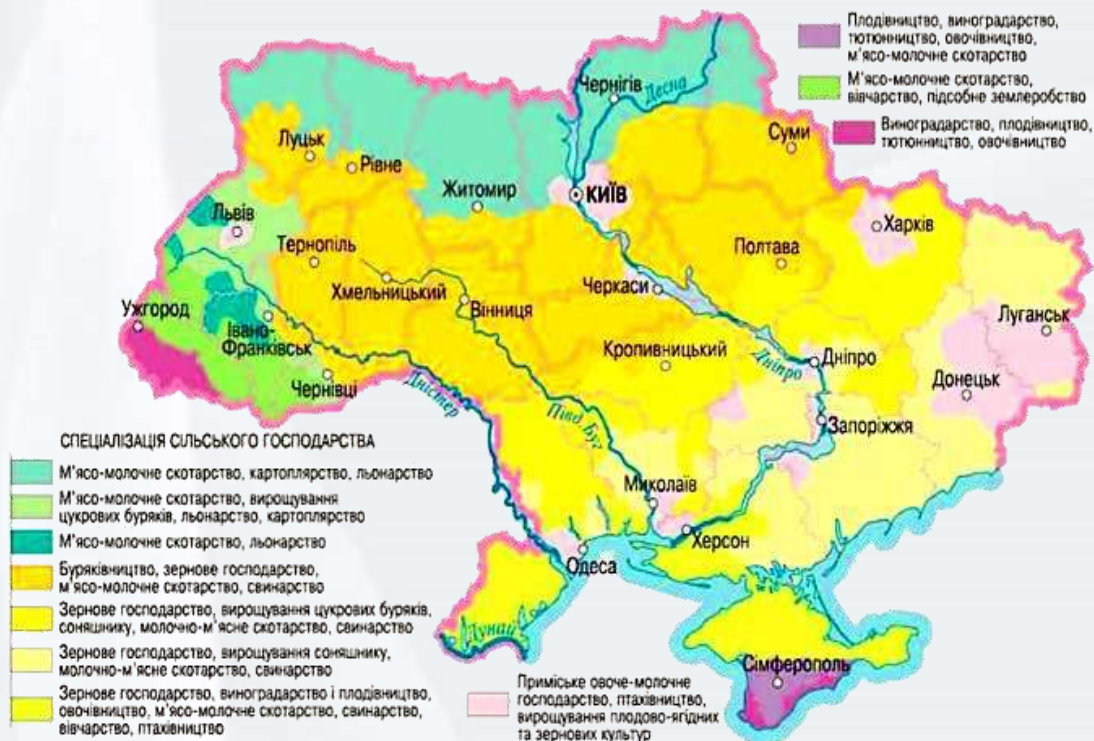 Плодівництво, виноградарство,
тютюнництво, овочівництво,
м'ясо-молочне скотарство
М'ясо-молочне скотарство,
вівчарство, підсобне землеробство
Виноградарство, плодівництво,
тютюнництво, овочівництво
Чернігів
Десна
Суми
Луцьк
Рівне
Житомир
КИЇВ
Харків
Львів
Тернопіль
Полтава
Хмельницький
Черкаси
Ужгород
Вінниця
Луганськ
Івано-
Франківськ
Кропивницький
Дніпро
Дніпро
Донецьк
Чернівці
Дністер
Запоріжжя
Півд Буг
Миколаїв
Херсон
Одеса
Дунай
Сімферополь
СПЕЦІАЛІЗАЦІЯ СІЛЬСЬКОГО ГОСПОДАРСТВА
М'ясо-молочне скотарство, картоплярство, льонарство
М'ясо-молочне скотарство, вирощування
цукрових буряків, льонарство, картоплярство
М'ясо-молочне скотарство, льонарство
Буряківництво, зернове господарство,
м'ясо-молочне скотарство, свинарство
Зернове господарство, вирощування цукрових буряків,
соняшнику, молочно-м'ясне скотарство, свинарство
Зернове господарство, вирощування соняшнику,
молочно-м'ясне скотарство, свинарство
Зернове господарство, виноградарство і плодівництво,
овочівництво, м'ясо-молочне скотарство, свинарство,
вівчарство, птахівництво
Приміське овоче-молочне
господарство, птахівництво,
вирощування плодово-ягідних
та зернових культур